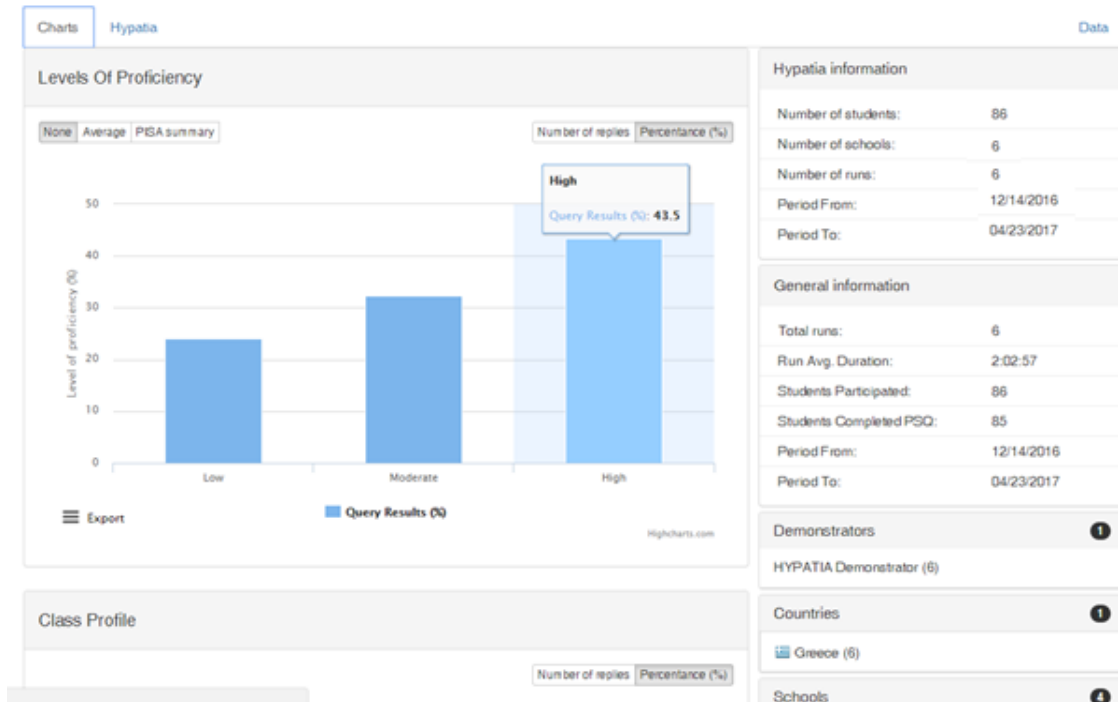 Charts Hypatia Data
Levels Of Proficiency
None Average PISA summary
Number of replies Percentance (%)
High
Query Results (%): 43.5
50
40
30
20
10
0
Level of proficiency (%)
Low Moderate High
Export
Query Results (%)
Highcharts.com
Class Profile
Number of replies Percentance (%)
Hypatia information
Number of students: 86
Number of schools: 6
Number of runs: 6
Period From: 12/14/2016
Period To: 04/23/2017
General information
Total runs: 6
Run Avg. Duration: 2:02:57
Students Participated: 86
Students Completed PSQ: 85
Period From: 12/14/2016
Period To: 04/23/2017
Demonstrators 1
HYPATIA Demonstrator (6)
Countries 1
Greece (6)
Schools 4